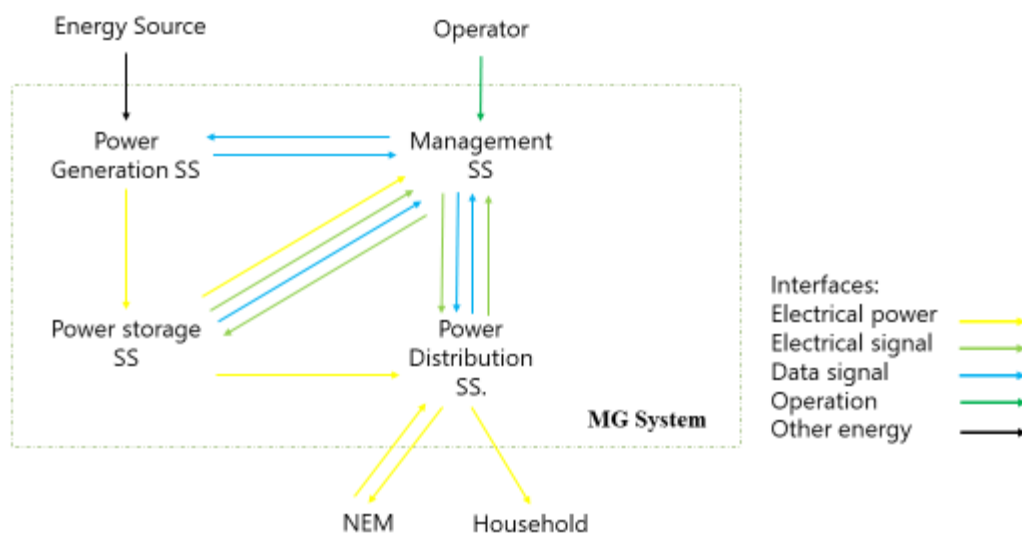 Energy Source
Operator
Power
Generation SS
Management
SS
Power storage
SS
Power
Distribution
SS.
MG System
NEM
Household
Interfaces:
Electrical power
Electrical signal
Data signal
Operation
Other energy